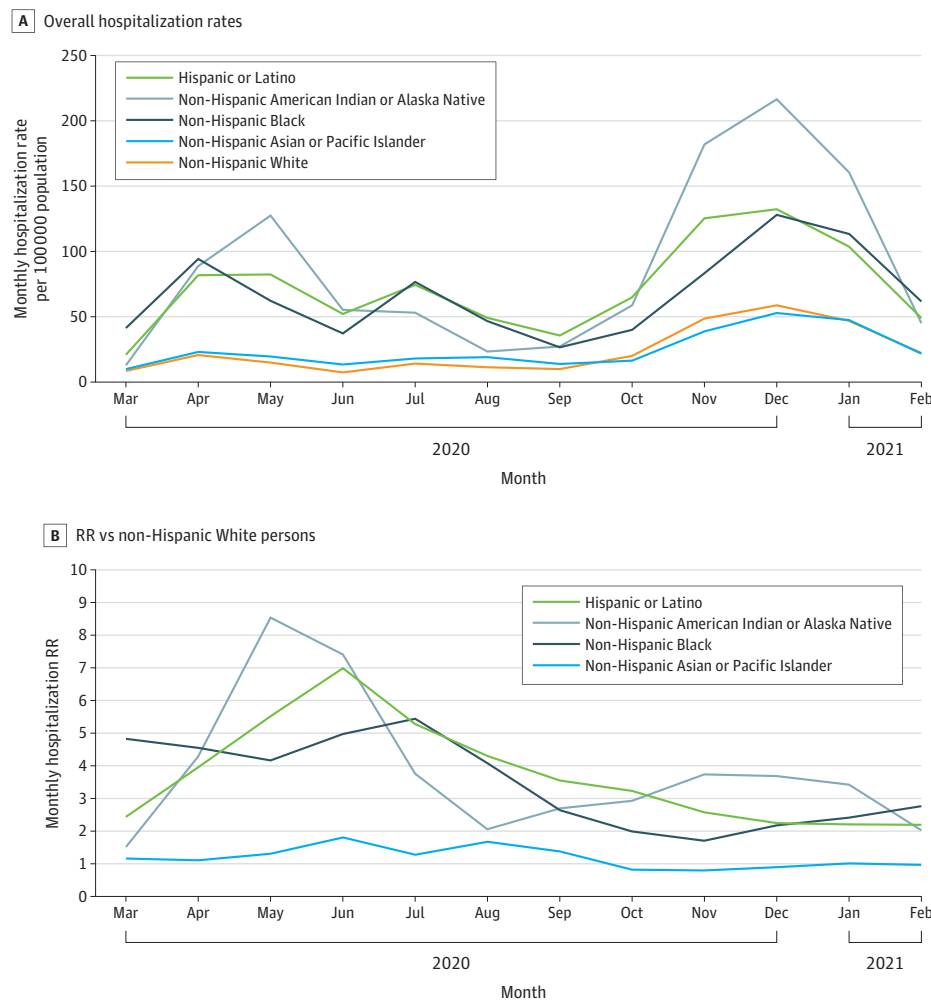 A Overall hospitalization rates
250
200
150
100
50
0
Monthly hospitalization rate
per 100 000 population
Hispanic or Latino
Non-Hispanic American Indian or Alaska Native
Non-Hispanic Black
Non-Hispanic Asian or Pacific Islander
Non-Hispanic White
Mar Apr May Jun Jul Aug Sep Oct Nov Dec Jan Feb
2020 2021
Month
B RR vs non-Hispanic White persons
10
9
8
7
6
5
4
3
2
1
0
Monthly hospitalization RR
Hispanic or Latino
Non-Hispanic American Indian or Alaska Native
Non-Hispanic Black
Non-Hispanic Asian or Pacific Islander
Mar Apr May Jun Jul Aug Sep Oct Nov Dec Jan Feb
2020 2021
Month